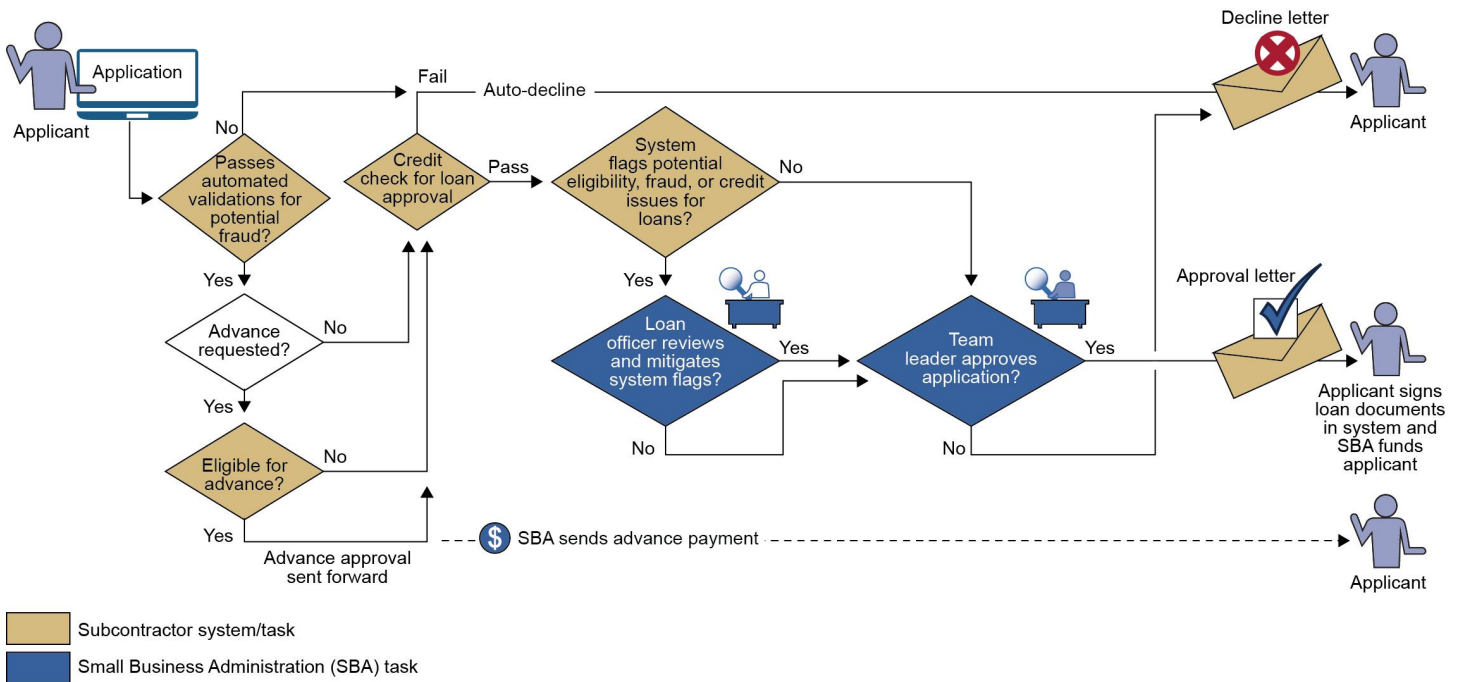 Decline letter
Application
Fail
Auto-decline
Applicant
Applicant
No
Passes
automated
validations for
potential
fraud?
Credit
check for loan
approval
Pass
System
flags potential
eligibility, fraud, or credit
issues for
loans?
No
Yes
Yes
Approval letter
Advance
requested?
No
Loan
officer reviews
and mitigates
system flags?
Yes
Team
leader approves
application?
Yes
Applicant signs
loan documents
in system and
SBA funds
applicant
Yes
No
No
Eligible for
advance?
No
Yes
Advance approval
sent forward
$
SBA sends advance payment
Applicant
Subcontractor system/task
Small Business Administration (SBA) task